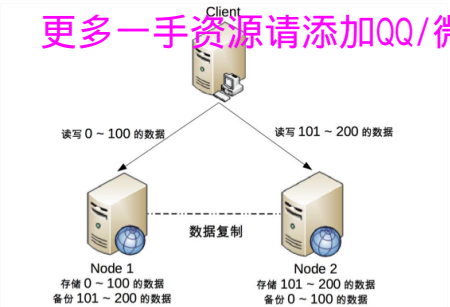 Client
更多一手资源请添加QQ/微
读写 0 ~ 100 的数据
读写 101 ~ 200 的数据
数据复制
Node 1
存储 0 ~ 100 的数据
备份 101 ~ 200 的数据
Node 2
存储 101 ~ 200 的数据
备份 0 ~ 100 的数据